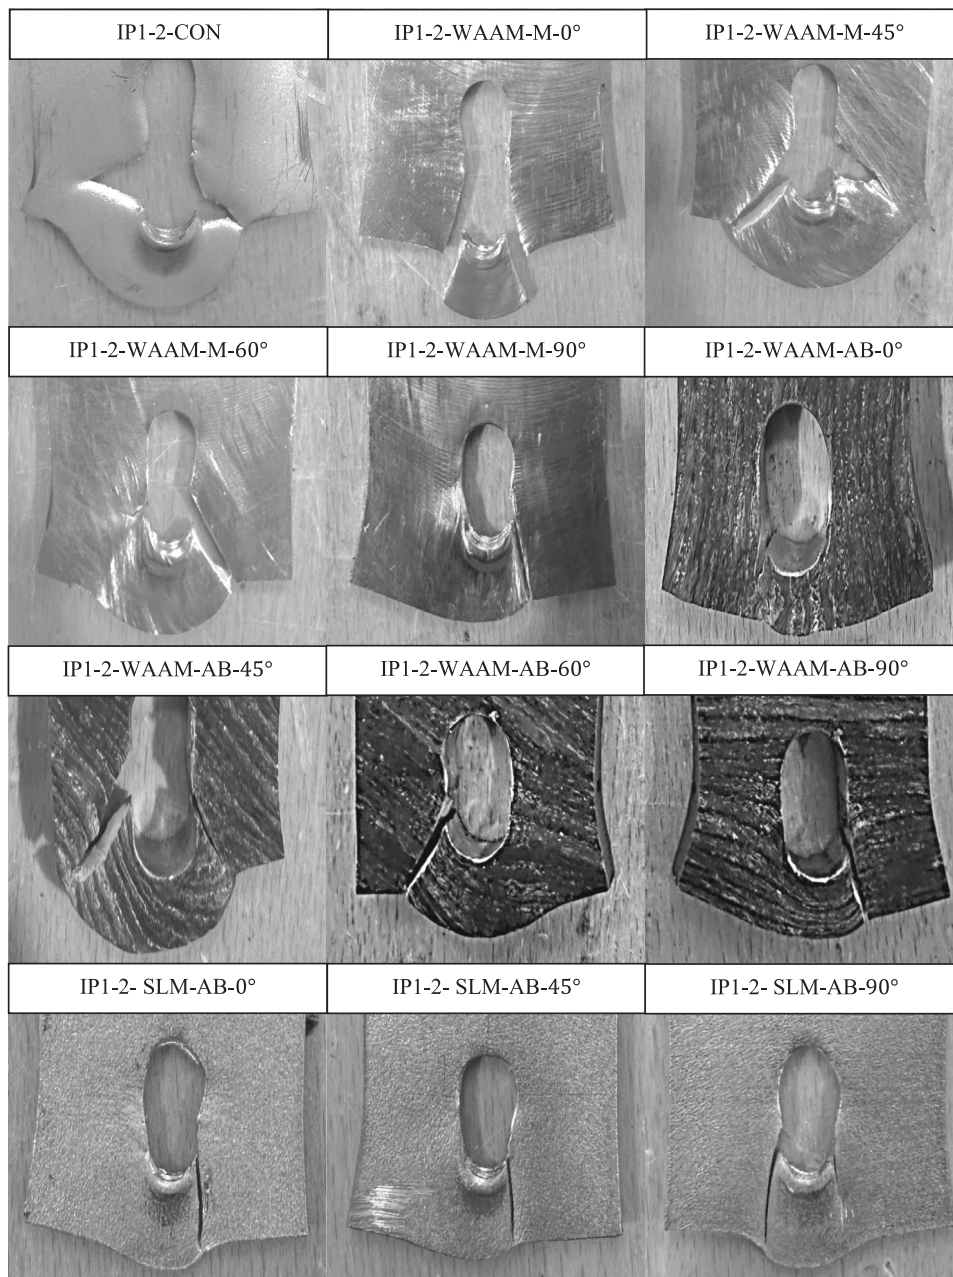 IP1-2-CON
IP1-2-WAAM-M-0°
IP1-2-WAAM-M-45°
IP1-2-WAAM-M-60°
IP1-2-WAAM-M-90°
IP1-2-WAAM-AB-0°
IP1-2-WAAM-AB-45°
IP1-2-WAAM-AB-60°
IP1-2-WAAM-AB-90°
IP1-2- SLM-AB-0°
IP1-2- SLM-AB-45°
IP1-2- SLM-AB-90°